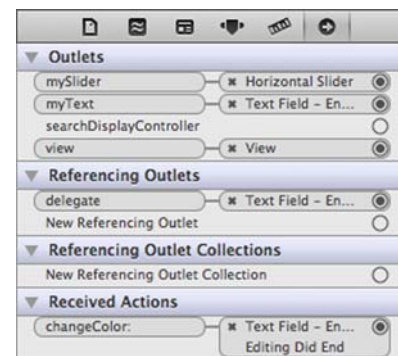 Outlets
mySlider Horizontal Slider
myText Text Field - En...
searchDisplayController
view View
Referencing Outlets
delegate Text Field - En...
New Referencing Outlet
Referencing Outlet Collections
New Referencing Outlet Collection
Received Actions
changeColor: Text Field - En...
Editing Did End